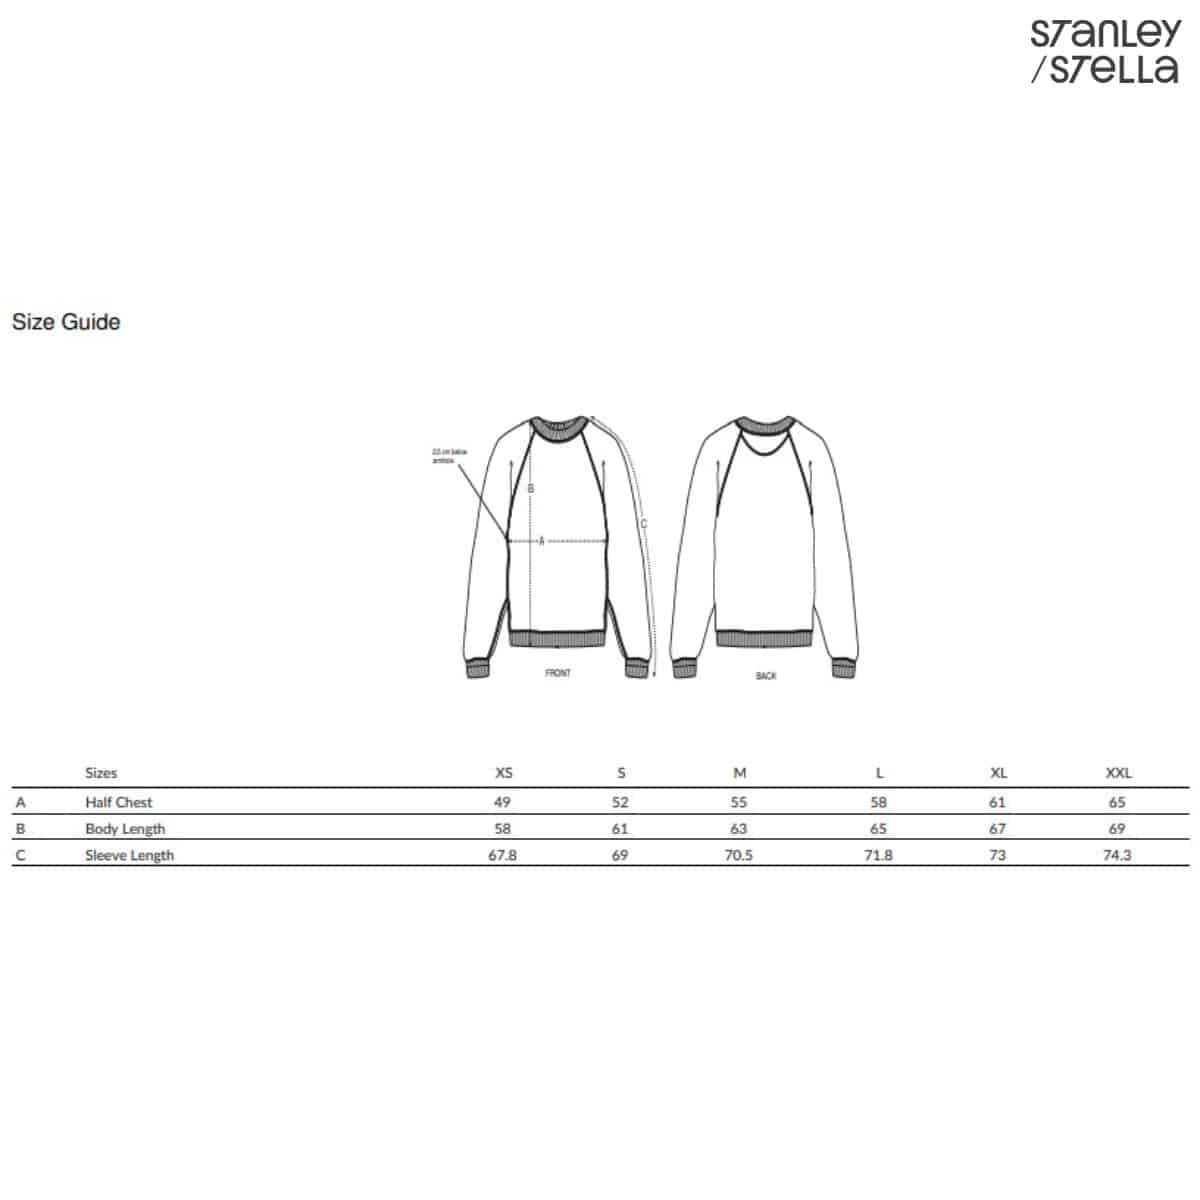 STANLEY
/STELLA
Size Guide
2.5 cm below
armhole
B
A
C
FRONT
BACK
Sizes XS S M L XL XXL
A Half Chest 49 52 55 58 61 65
B Body Length 58 61 63 65 67 69
C Sleeve Length 67.8 69 70.5 71.8 73 74.3